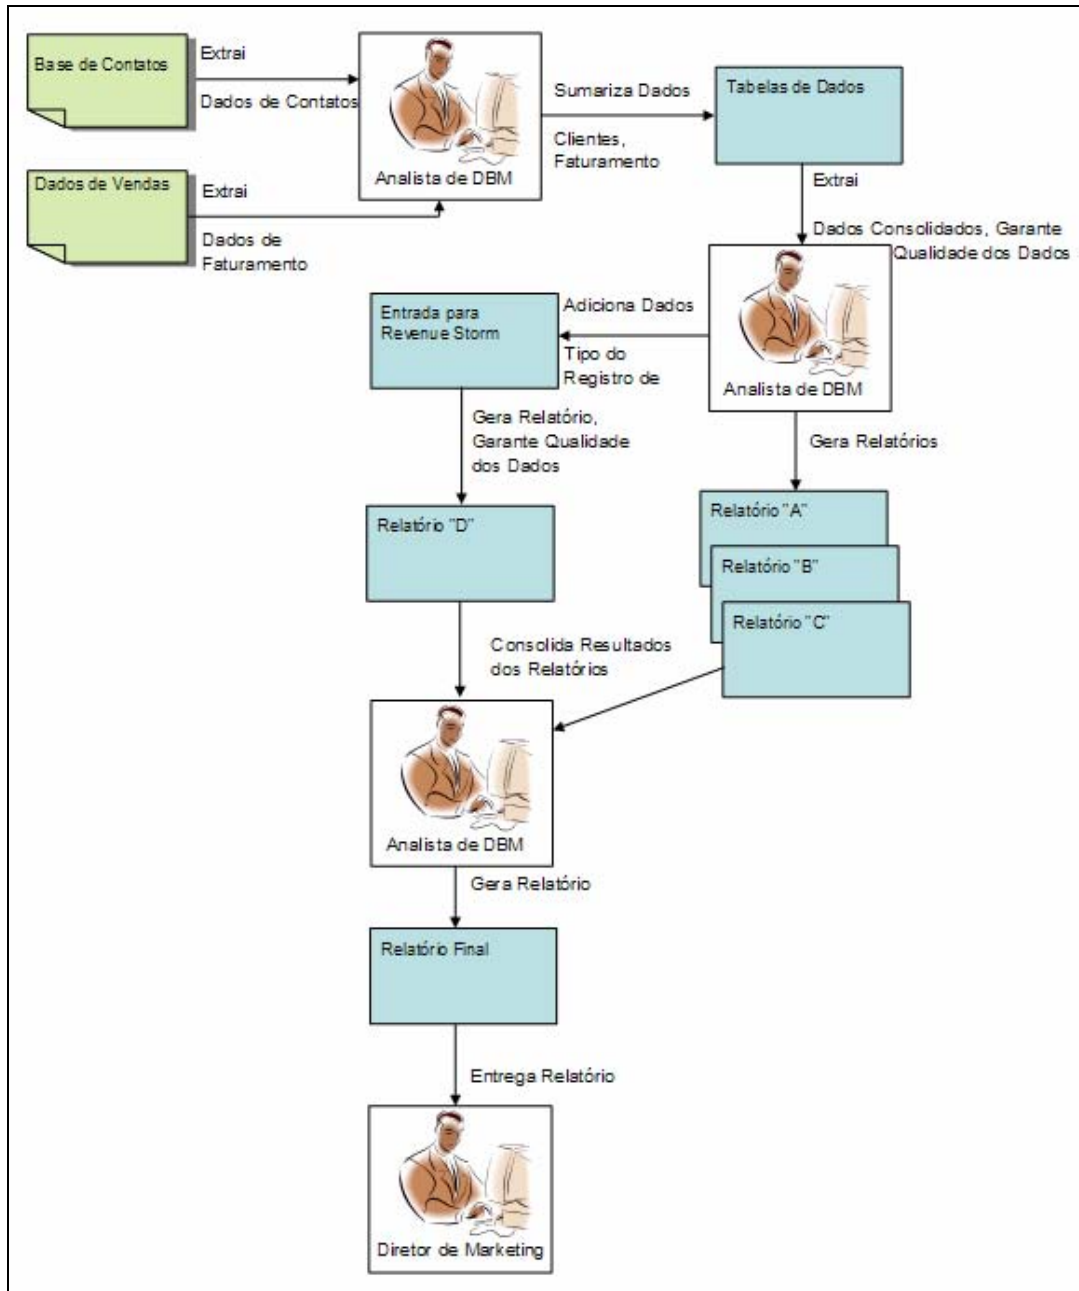 Base de Contatos
Extrai
Dados de Contatos
Analista de DBM
Dados de Vendas
Extrai
Dados de
Faturamento
Sumariza Dados
Clientes,
Faturamento
Tabelas de Dados
Extrai
Dados Consolidados, Garante
Qualidade dos Dados
Analista de DBM
Adiciona Dados
Tipo do
Registro de
Entrada para
Revenue Storm
Gera Relatório,
Garante Qualidade
dos Dados
Gera Relatórios
Relatório "A"
Relatório "B"
Relatório "C"
Relatório "D"
Consolida Resultados
dos Relatórios
Analista de DBM
Gera Relatório
Relatório Final
Entrega Relatório
Diretor de Marketing